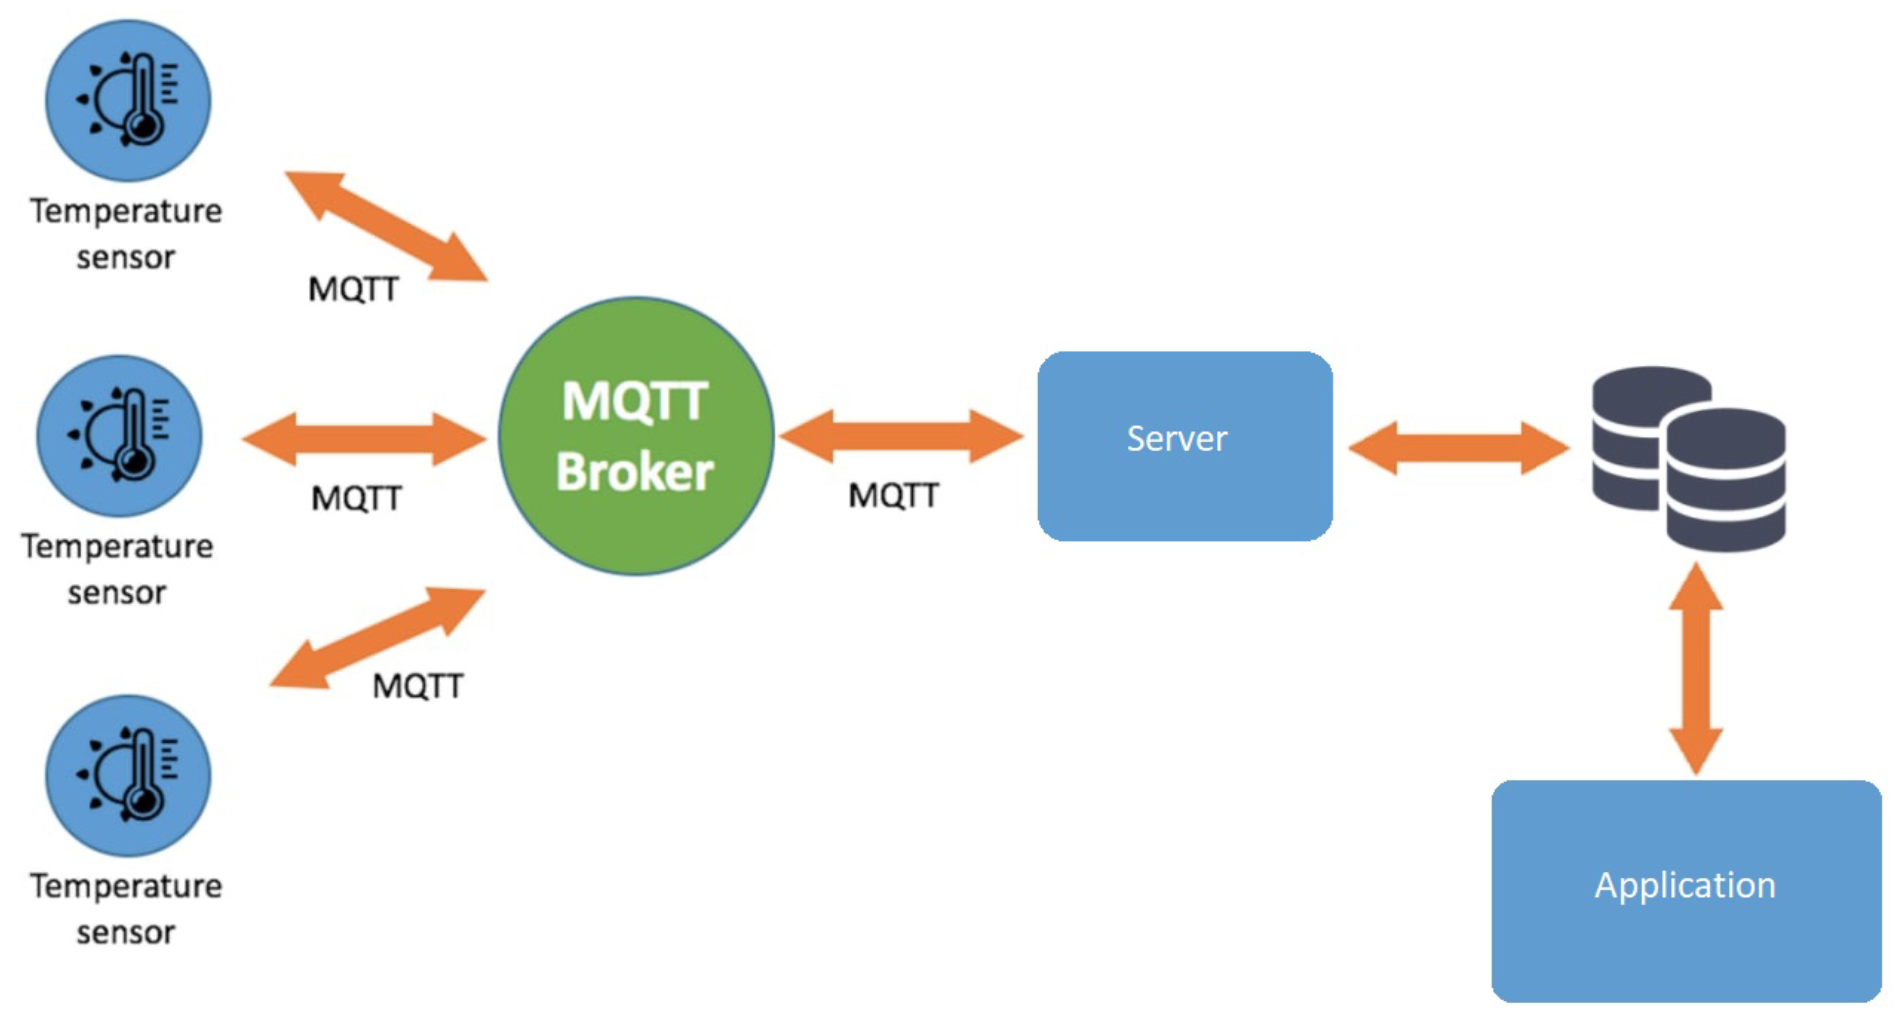 Temperature
sensor
MQTT
Temperature
sensor
MQTT
Temperature
sensor
MQTT
MQTT
Broker
MQTT
Server
Application